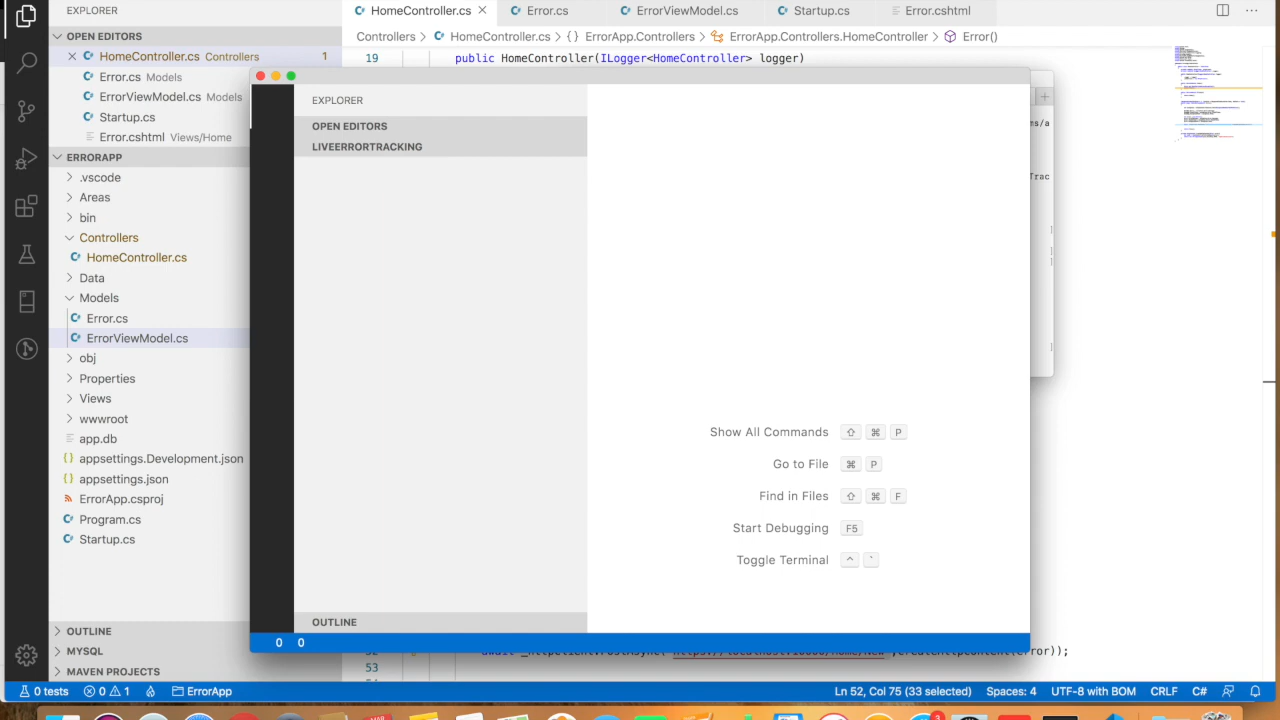 EXPLORER
HomeController.cs
Error.cs
ErrorViewModel.cs
Startup.cs
Error.cshtml
OPEN EDITORS
Controllers > HomeController.cs > {} ErrorApp.Controllers > ErrorApp.Controllers.HomeController > Error()
HomeController.cs Controllers 1
19 public HomeController(ILogger<HomeController> logger)
Error.cs Models
ErrorViewModel.cs Models
Startup.cs
Error.cshtml Views/Home
ERRORAPP
.vscode
Areas
bin
Controllers
HomeController.cs
Data
Models
Error.cs
ErrorViewModel.cs
obj
Properties
Views
wwwroot
app.db
appsettings.Development.json
appsettings.json
ErrorApp.csproj
Program.cs
Startup.cs
OUTLINE
MYSQL
MAVEN PROJECTS
EXPLORER
OPEN EDITORS
LIVEERRORTRACKING
es/a
Trac
Show All Commands ⇧ ⌘ P
Go to File ⌘ P
Find in Files ⇧ ⌘ F
Start Debugging F5
Toggle Terminal ^ `
OUTLINE
0 0
53
0 tests 0 1 ErrorApp
Ln 52, Col 75 (33 selected) Spaces: 4 UTF-8 with BOM CRLF C#